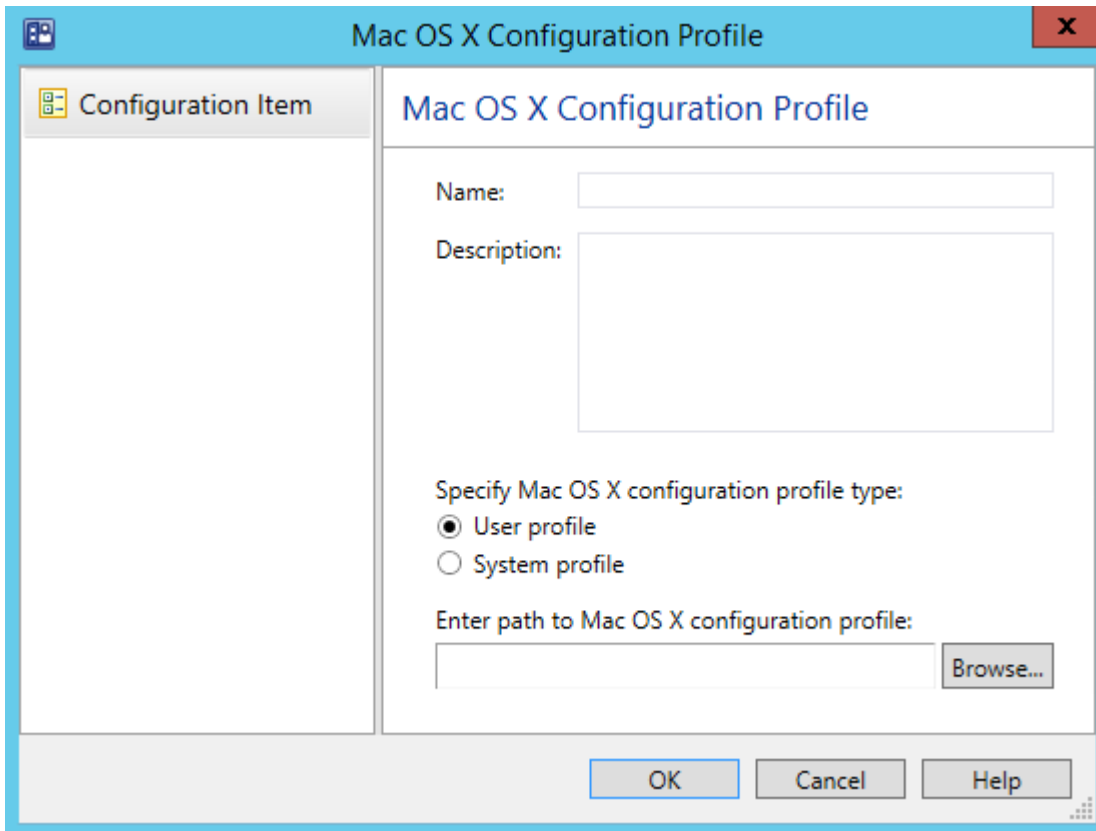 Mac OS X Configuration Profile
x
Configuration Item
Mac OS X Configuration Profile
Name:
Description:
Specify Mac OS X configuration profile type:
User profile
System profile
Enter path to Mac OS X configuration profile:
Browse...
OK
Cancel
Help